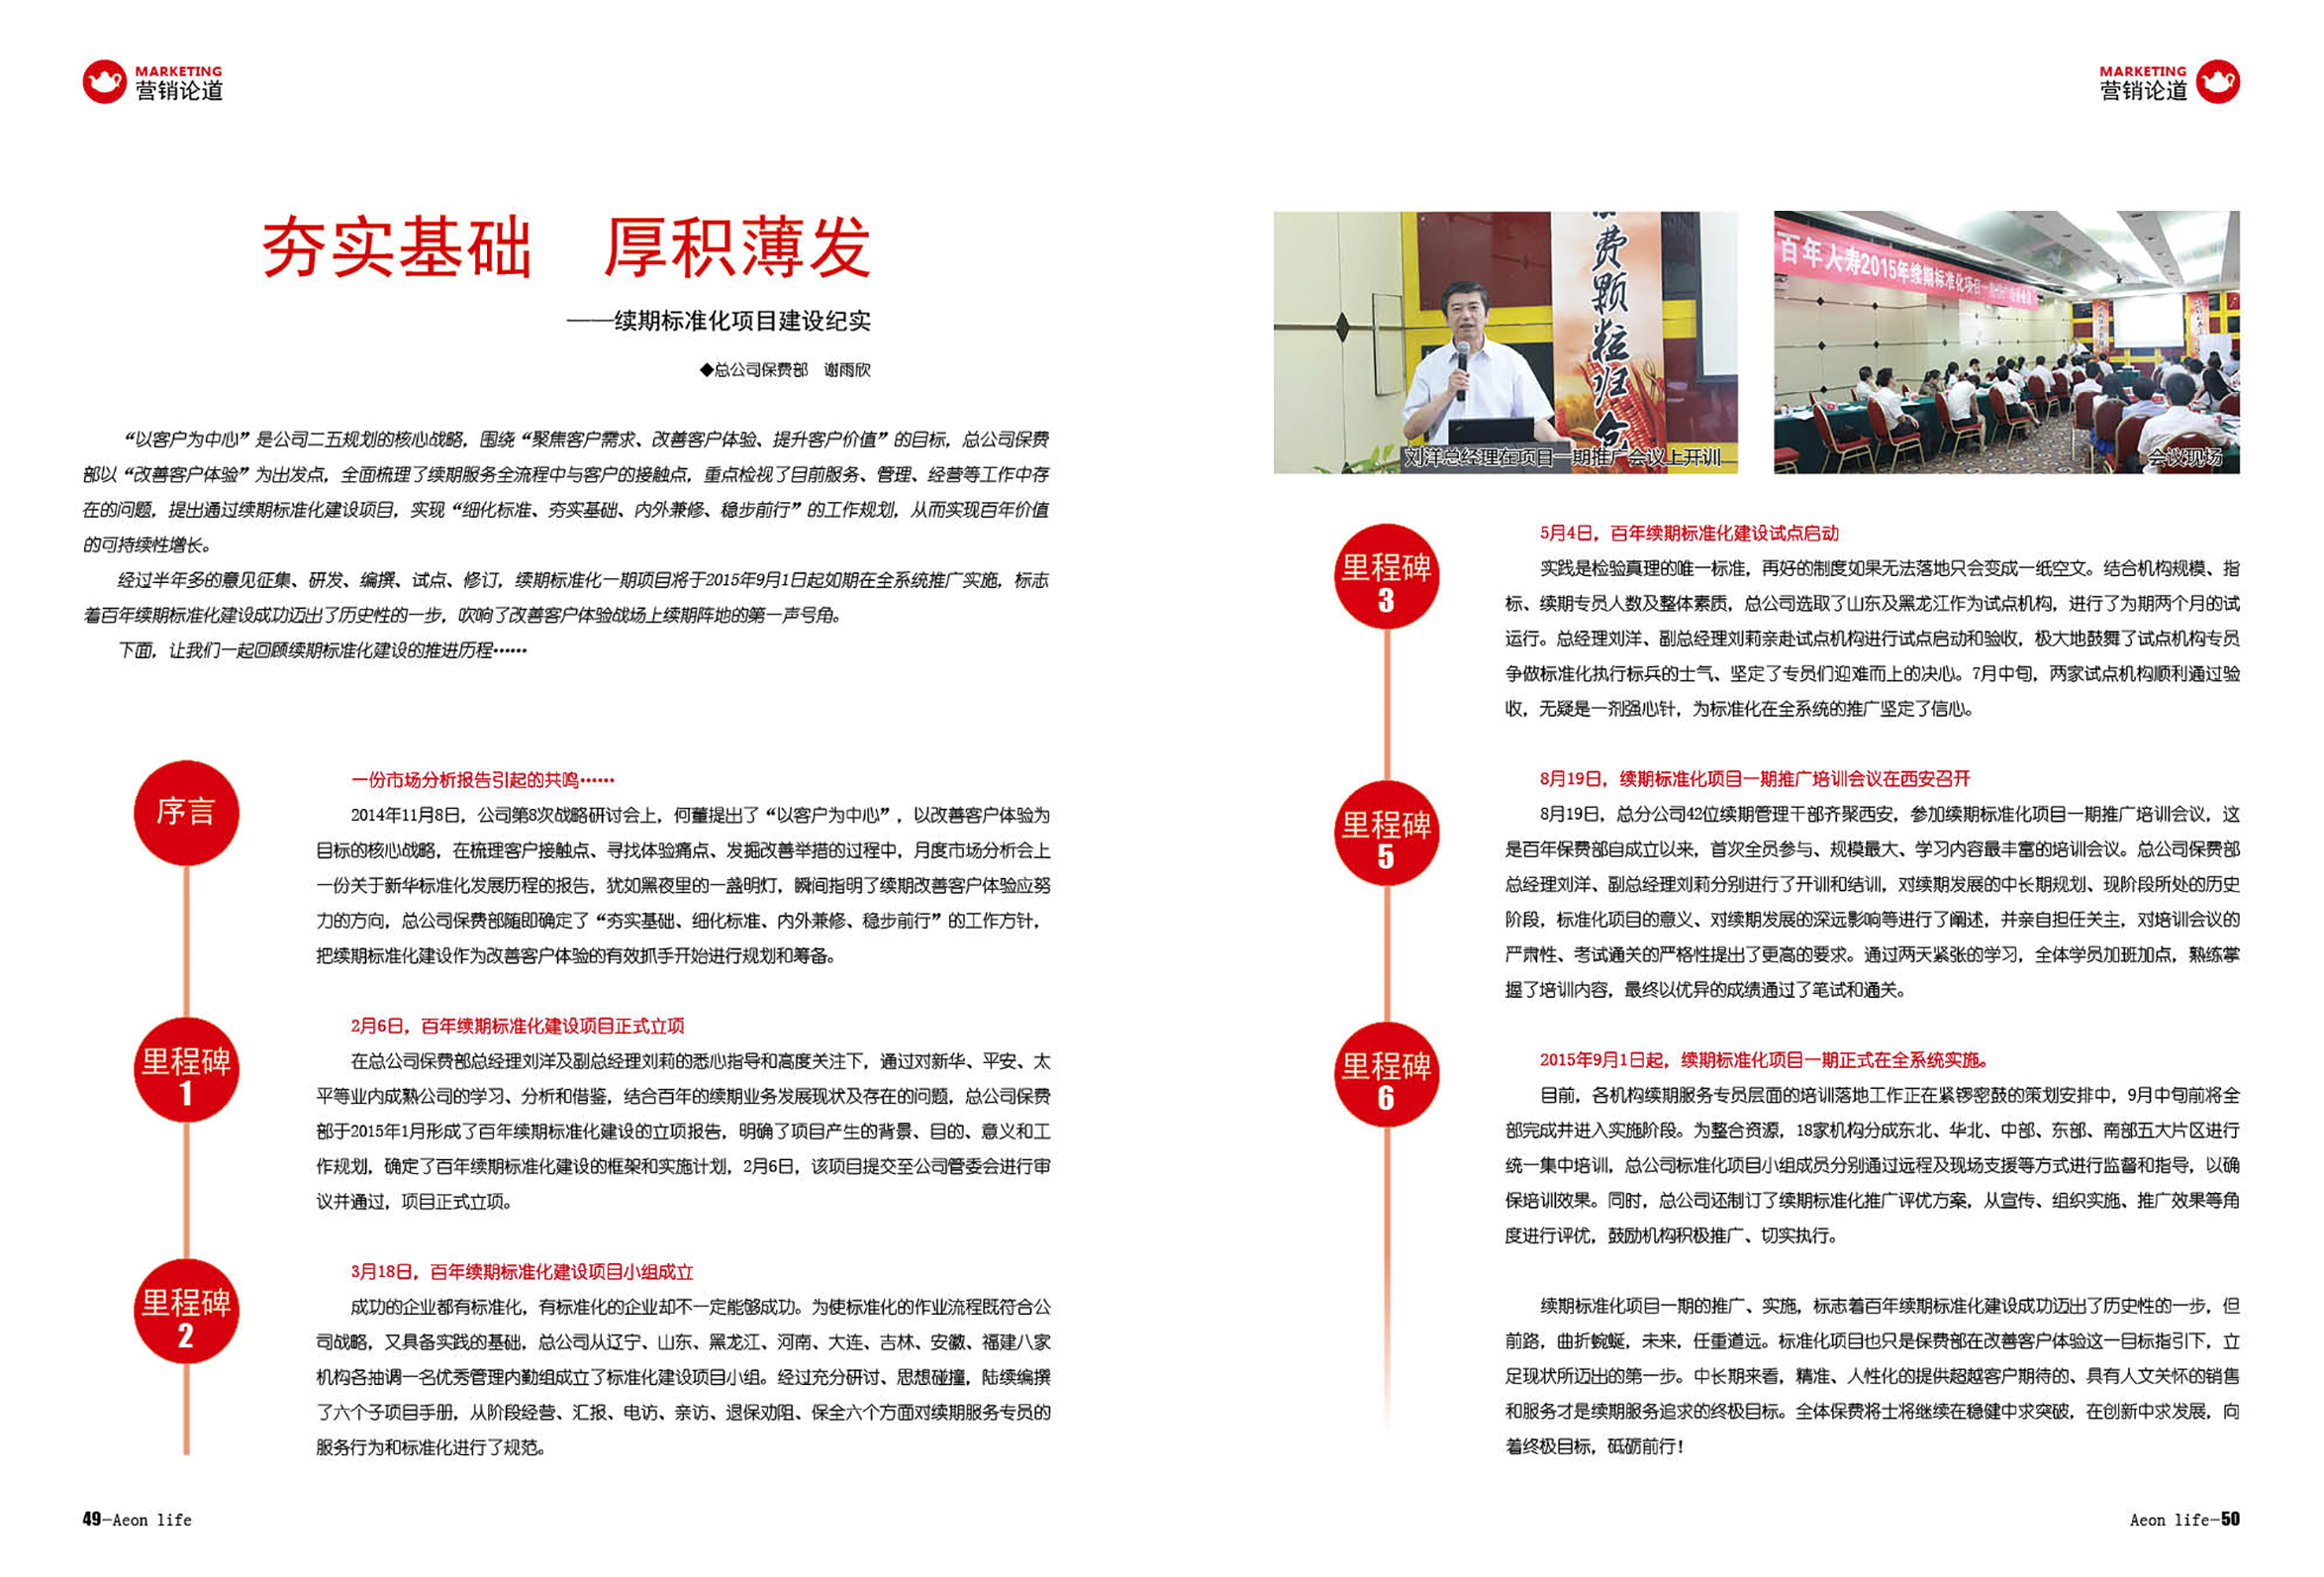 MARKETING
营销论道
夯实基础 厚积薄发
——续期标准化项目建设纪实
◆总公司保费部 谢雨欣
“以客户为中心”是公司二五规划的核心战略，围绕“聚焦客户需求、改善客户体验、提升客户价值”的目标，总公司保费
部以“改善客户体验”为出发点，全面梳理了续期服务全流程中与客户的接触点，重点检视了目前服务、管理、经营等工作中存
在的问题，提出通过续期标准化建设项目，实现“细化标准、夯实基础、内外兼修、稳步前行”的工作规划，从而实现百年价值
的可持续性增长。
经过半年多的意见征集、研发、编撰、试点、修订，续期标准化一期项目将于2015年9月1日起如期在全系统推广实施，标志
着百年续期标准化建设成功迈出了历史性的一步，吹响了改善客户体验战场上续期阵地的第一声号角。
下面，让我们一起回顾续期标准化建设的推进历程……
序言
一份市场分析报告引起的共鸣……
2014年11月8日，公司第8次战略研讨会上，何董提出了“以客户为中心”，以改善客户体验为
目标的核心战略，在梳理客户接触点、寻找体验痛点、发掘改善举措的过程中，月度市场分析会上
一份关于新华标准化发展历程的报告，犹如黑夜里的一盏明灯，瞬间指明了续期改善客户体验应努
力的方向，总公司保费部随即确定了“夯实基础、细化标准、内外兼修、稳步前行”的工作方针，
把续期标准化建设作为改善客户体验的有效抓手开始进行规划和筹备。
里程碑
1
2月6日，百年续期标准化建设项目正式立项
在总公司保费部总经理刘洋及副总经理刘莉的悉心指导和高度关注下，通过对新华、平安、太
平等业内成熟公司的学习、分析和借鉴，结合百年的续期业务发展现状及存在的问题，总公司保费
部于2015年1月形成了百年续期标准化建设的立项报告，明确了项目产生的背景、目的、意义和工
作规划，确定了百年续期标准化建设的框架和实施计划，2月6日，该项目提交至公司管委会进行审
议并通过，项目正式立项。
里程碑
2
3月18日，百年续期标准化建设项目小组成立
成功的企业都有标准化，有标准化的企业却不一定能够成功。为使标准化的作业流程既符合公
司战略，又具备实践的基础，总公司从辽宁、山东、黑龙江、河南、大连、吉林、安徽、福建八家
机构各抽调一名优秀管理内勤组成立了标准化建设项目小组。经过充分研讨、思想碰撞，陆续编撰
了六个子项目手册，从阶段经营、汇报、电访、亲访、退保劝阻、保全六个方面对续期服务专员的
服务行为和标准化进行了规范。
49—Aeon life
MARKETING
营销论道
费颗粒归仓
刘洋总经理在项目一期推广会议上开训
百年人寿2015年续期标准化项目一期推广培训会议
会议现场
里程碑
3
5月4日，百年续期标准化建设试点启动
实践是检验真理的唯一标准，再好的制度如果无法落地只会变成一纸空文。结合机构规模、指
标、续期专员人数及整体素质，总公司选取了山东及黑龙江作为试点机构，进行了为期两个月的试
运行。总经理刘洋、副总经理刘莉亲赴试点机构进行试点启动和验收，极大地鼓舞了试点机构专员
争做标准化执行标兵的士气、坚定了专员们迎难而上的决心。7月中旬，两家试点机构顺利通过验
收，无疑是一剂强心针，为标准化在全系统的推广坚定了信心。
里程碑
5
8月19日，续期标准化项目一期推广培训会议在西安召开
8月19日，总分公司42位续期管理干部齐聚西安，参加续期标准化项目一期推广培训会议，这
是百年保费部自成立以来，首次全员参与、规模最大、学习内容最丰富的培训会议。总公司保费部
总经理刘洋、副总经理刘莉分别进行了开训和结训，对续期发展的中长期规划、现阶段所处的历史
阶段，标准化项目的意义、对续期发展的深远影响等进行了阐述，并亲自担任关主，对培训会议的
严肃性、考试通关的严格性提出了更高的要求。通过两天紧张的学习，全体学员加班加点，熟练掌
握了培训内容，最终以优异的成绩通过了笔试和通关。
里程碑
6
2015年9月1日起，续期标准化项目一期正式在全系统实施。
目前，各机构续期服务专员层面的培训落地工作正在紧锣密鼓的策划安排中，9月中旬前将全
部完成并进入实施阶段。为整合资源，18家机构分成东北、华北、中部、东部、南部五大片区进行
统一集中培训，总公司标准化项目小组成员分别通过远程及现场支援等方式进行监督和指导，以确
保培训效果。同时，总公司还制订了续期标准化推广评优方案，从宣传、组织实施、推广效果等角
度进行评优，鼓励机构积极推广、切实执行。
续期标准化项目一期的推广、实施，标志着百年续期标准化建设成功迈出了历史性的一步，但
前路，曲折蜿蜒，未来，任重道远。标准化项目也只是保费部在改善客户体验这一目标指引下，立
足现状所迈出的第一步。中长期来看，精准、人性化的提供超越客户期待的、具有人文关怀的销售
和服务才是续期服务追求的终极目标。全体保费将士将继续在稳健中求突破，在创新中求发展，向
着终极目标，砥砺前行！
Aeon life—50